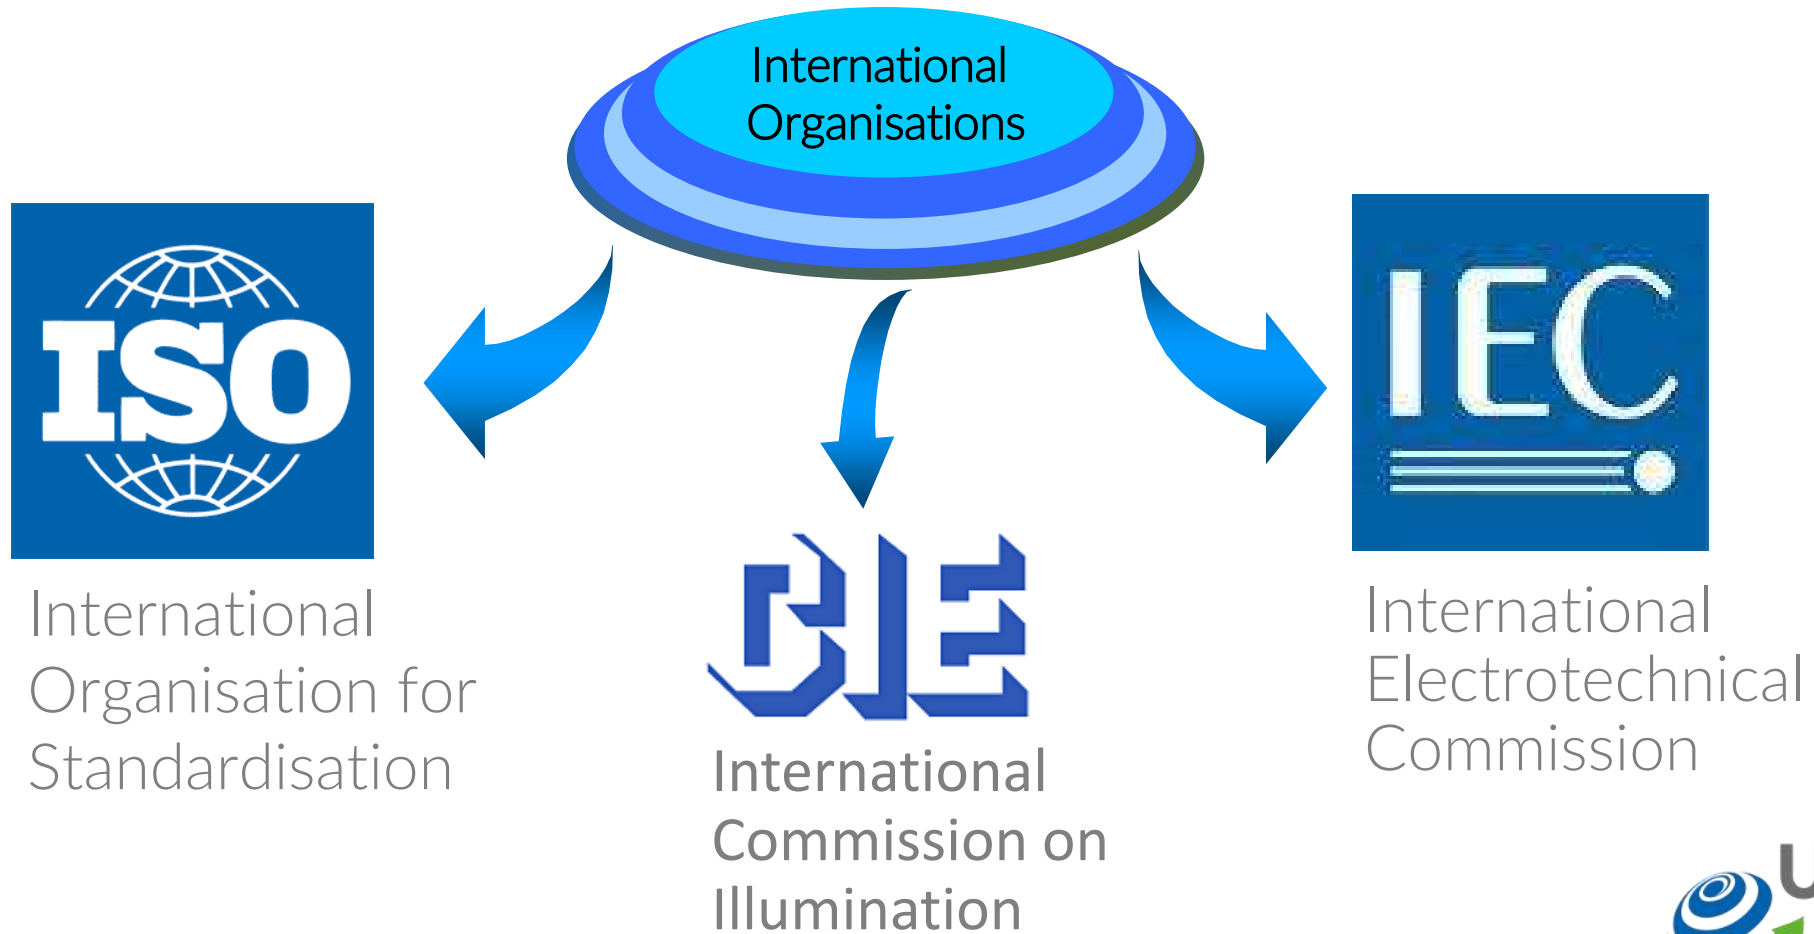 International
Organisations
ISO
International
Organisation for
Standardisation
CIE
International
Commission on
Illumination
IEC
International
Electrotechnical
Commission
U